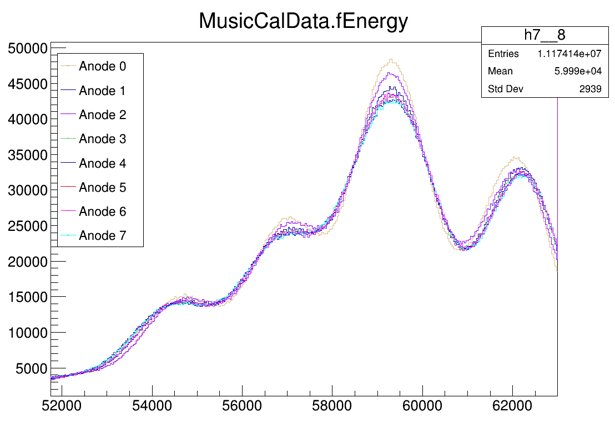 MusicCalData.fEnergy
h7__8
Entries 1.117414e+07
Mean 5.999e+04
Std Dev 2939
Anode 0
Anode 1
Anode 2
Anode 3
Anode 4
Anode 5
Anode 6
Anode 7
50000
45000
40000
35000
30000
25000
20000
15000
10000
5000
52000 54000 56000 58000 60000 62000